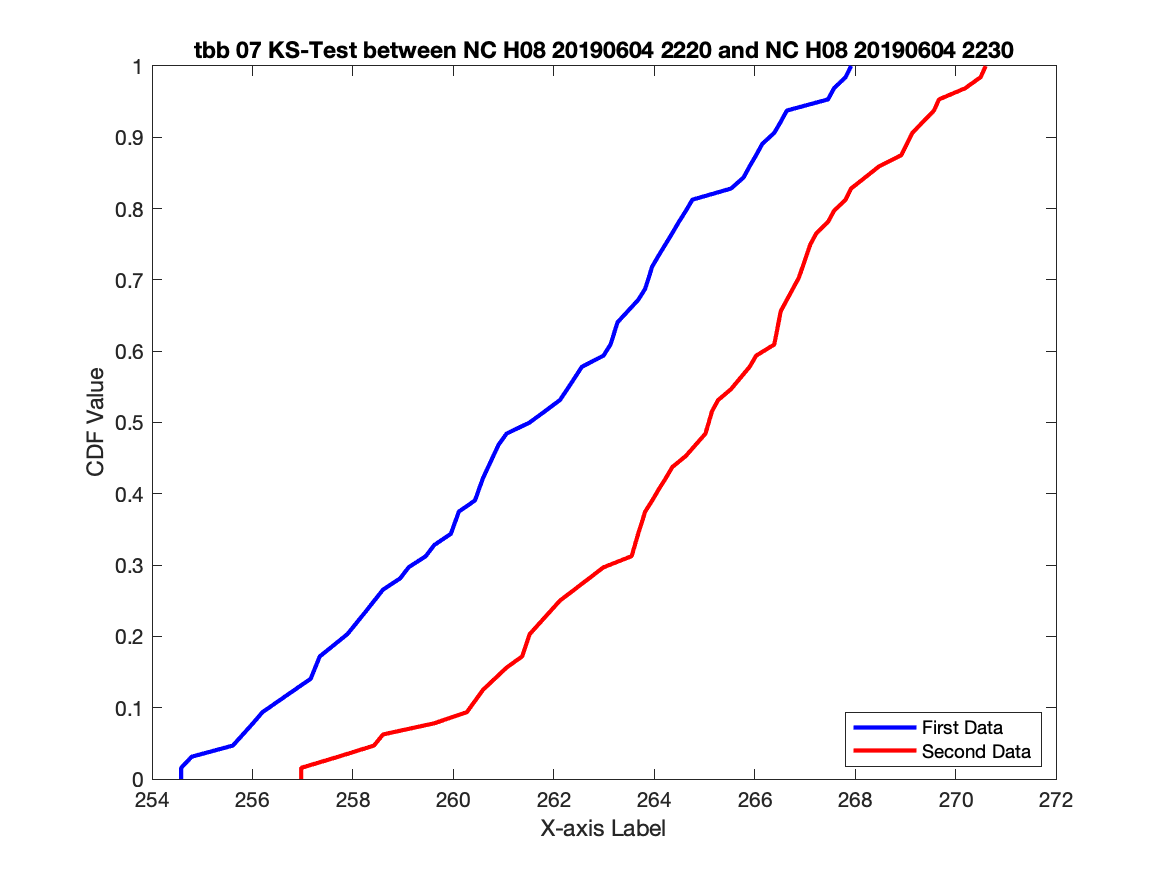 tbb 07 KS-Test between NC H08 20190604 2220 and NC H08 20190604 2230
1
0.9
0.8
0.7
0.6
0.5
0.4
0.3
0.2
0.1
0
CDF Value
First Data
Second Data
254 256 258 260 262 264 266 268 270 272
X-axis Label